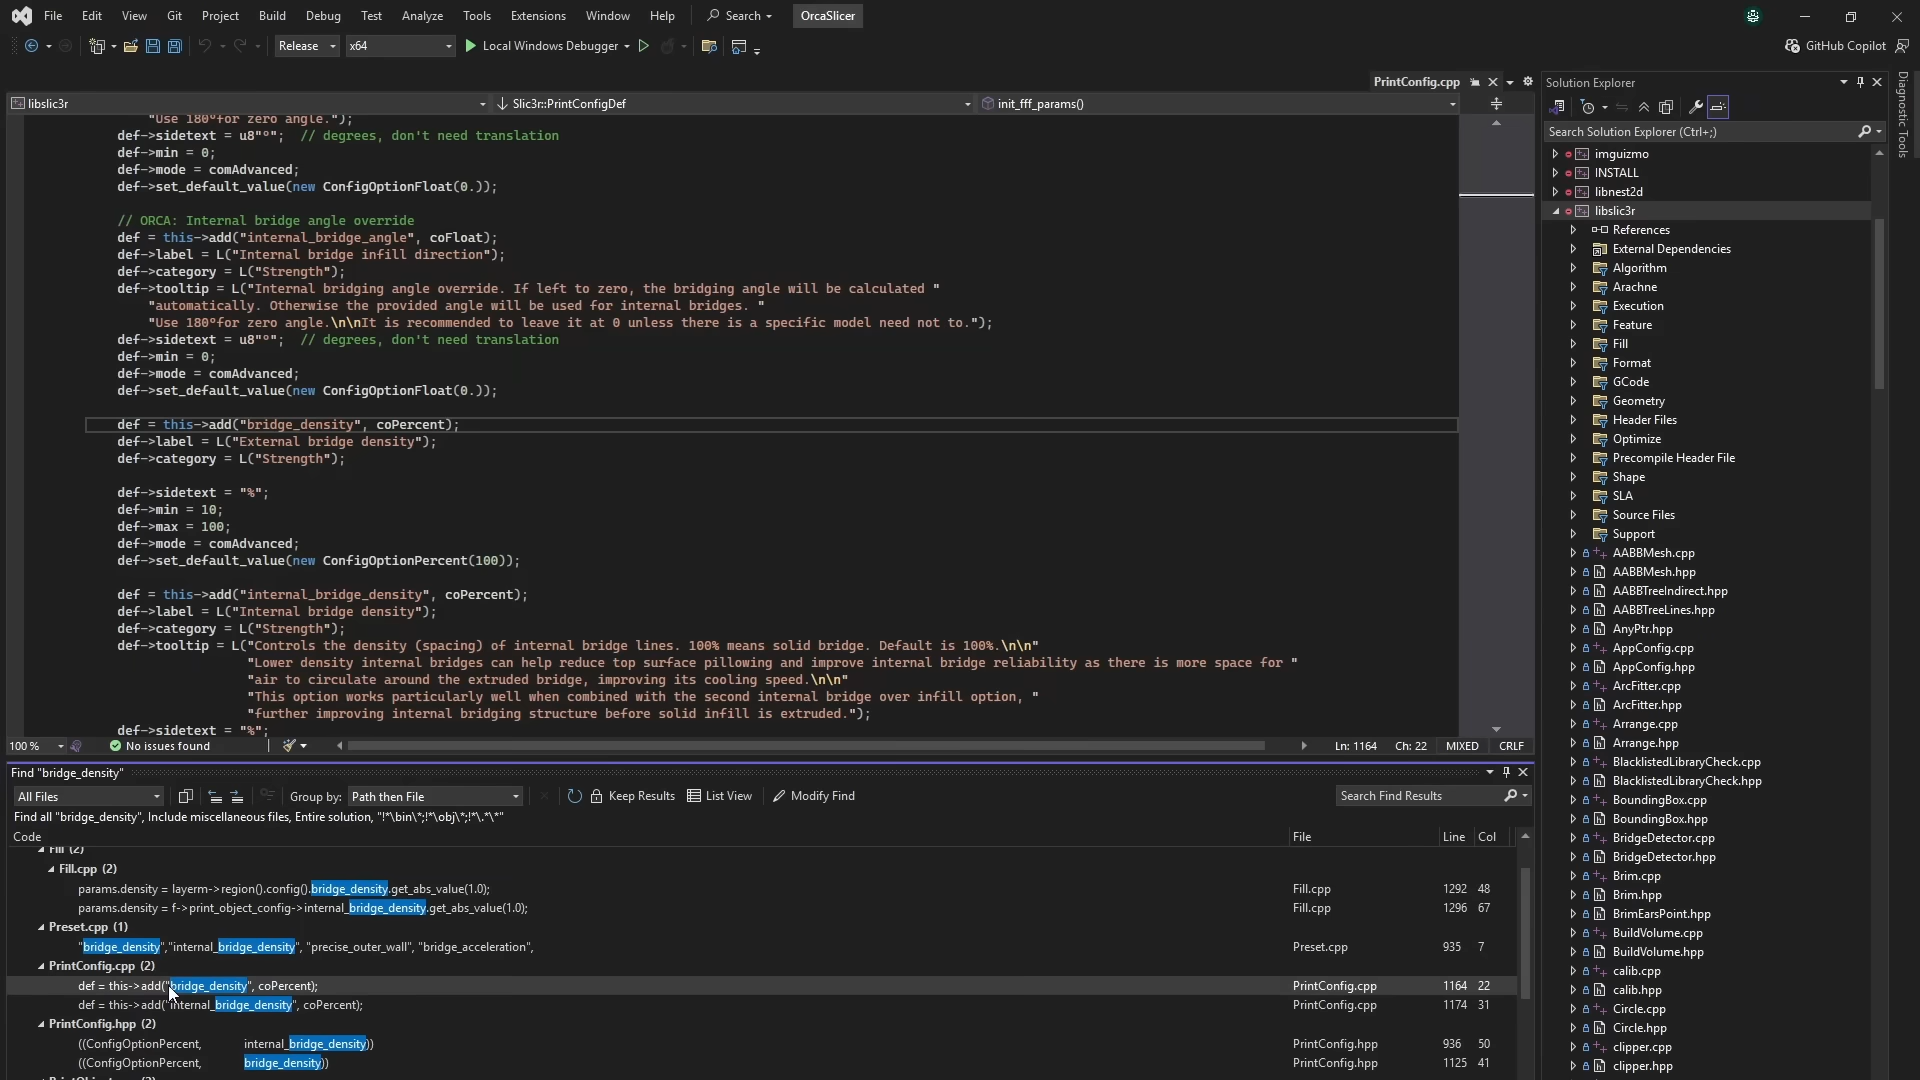 File Edit View Git Project Build Debug Test Analyze Tools Extensions Window Help Search OrcaSlicer
Release x64 Local Windows Debugger GitHub Copilot
PrintConfig.cpp
libslic3r Slic3r::PrintConfigDef init_fff_params()
"Use 180°for zero angle.");
def->sidetext = u8"°";  // degrees, don't need translation
def->min = 0;
def->mode = comAdvanced;
def->set_default_value(new ConfigOptionFloat(0.));
// ORCA: Internal bridge angle override
def = this->add("internal_bridge_angle", coFloat);
def->label = L("Internal bridge infill direction");
def->category = L("Strength");
def->tooltip = L("Internal bridging angle override. If left to zero, the bridging angle will be calculated "
"automatically. Otherwise the provided angle will be used for internal bridges. "
"Use 180°for zero angle.\n\nIt is recommended to leave it at 0 unless there is a specific model need not to.");
def->sidetext = u8"°";  // degrees, don't need translation
def->min = 0;
def->mode = comAdvanced;
def->set_default_value(new ConfigOptionFloat(0.));
def = this->add("bridge_density", coPercent);
def->label = L("External bridge density");
def->category = L("Strength");
def->sidetext = "%";
def->min = 10;
def->max = 100;
def->mode = comAdvanced;
def->set_default_value(new ConfigOptionPercent(100));
def = this->add("internal_bridge_density", coPercent);
def->label = L("Internal bridge density");
def->category = L("Strength");
def->tooltip = L("Controls the density (spacing) of internal bridge lines. 100% means solid bridge. Default is 100%.\n\n"
"Lower density internal bridges can help reduce top surface pillowing and improve internal bridge reliability as there is more space for "
"air to circulate around the extruded bridge, improving its cooling speed.\n\n"
"This option works particularly well when combined with the second internal bridge over infill option, "
"further improving internal bridging structure before solid infill is extruded.");
def->sidetext = "%";
100 % No issues found Ln: 1164 Ch: 22 MIXED CRLF
Find "bridge_density"
All Files Group by: Path then File Keep Results List View Modify Find Search Find Results
Find all "bridge_density", Include miscellaneous files, Entire solution, "!*\bin\*;!*\obj\*;!*\.*\*"
Code File Line Col
Fill (2)
Fill.cpp (2)
params.density = layerm->region().config().bridge_density.get_abs_value(1.0); Fill.cpp 1292 48
params.density = f->print_object_config->internal_bridge_density.get_abs_value(1.0); Fill.cpp 1296 67
Preset.cpp (1)
"bridge_density","internal_bridge_density", "precise_outer_wall", "bridge_acceleration", Preset.cpp 935 7
PrintConfig.cpp (2)
def = this->add("bridge_density", coPercent); PrintConfig.cpp 1164 22
def = this->add("internal_bridge_density", coPercent); PrintConfig.cpp 1174 31
PrintConfig.hpp (2)
((ConfigOptionPercent, internal_bridge_density)) PrintConfig.hpp 936 50
((ConfigOptionPercent, bridge_density)) PrintConfig.hpp 1125 41
Solution Explorer
Search Solution Explorer (Ctrl+;)
imguizmo
INSTALL
libnest2d
libslic3r
References
External Dependencies
Algorithm
Arachne
Execution
Feature
Fill
Format
GCode
Geometry
Header Files
Optimize
Precompile Header File
Shape
SLA
Source Files
Support
AABBMesh.cpp
AABBMesh.hpp
AABBTreeIndirect.hpp
AABBTreeLines.hpp
AnyPtr.hpp
AppConfig.cpp
AppConfig.hpp
ArcFitter.cpp
ArcFitter.hpp
Arrange.cpp
Arrange.hpp
BlacklistedLibraryCheck.cpp
BlacklistedLibraryCheck.hpp
BoundingBox.cpp
BoundingBox.hpp
BridgeDetector.cpp
BridgeDetector.hpp
Brim.cpp
Brim.hpp
BrimEarsPoint.hpp
BuildVolume.cpp
BuildVolume.hpp
calib.cpp
calib.hpp
Circle.cpp
Circle.hpp
clipper.cpp
clipper.hpp
Diagnostic Tools